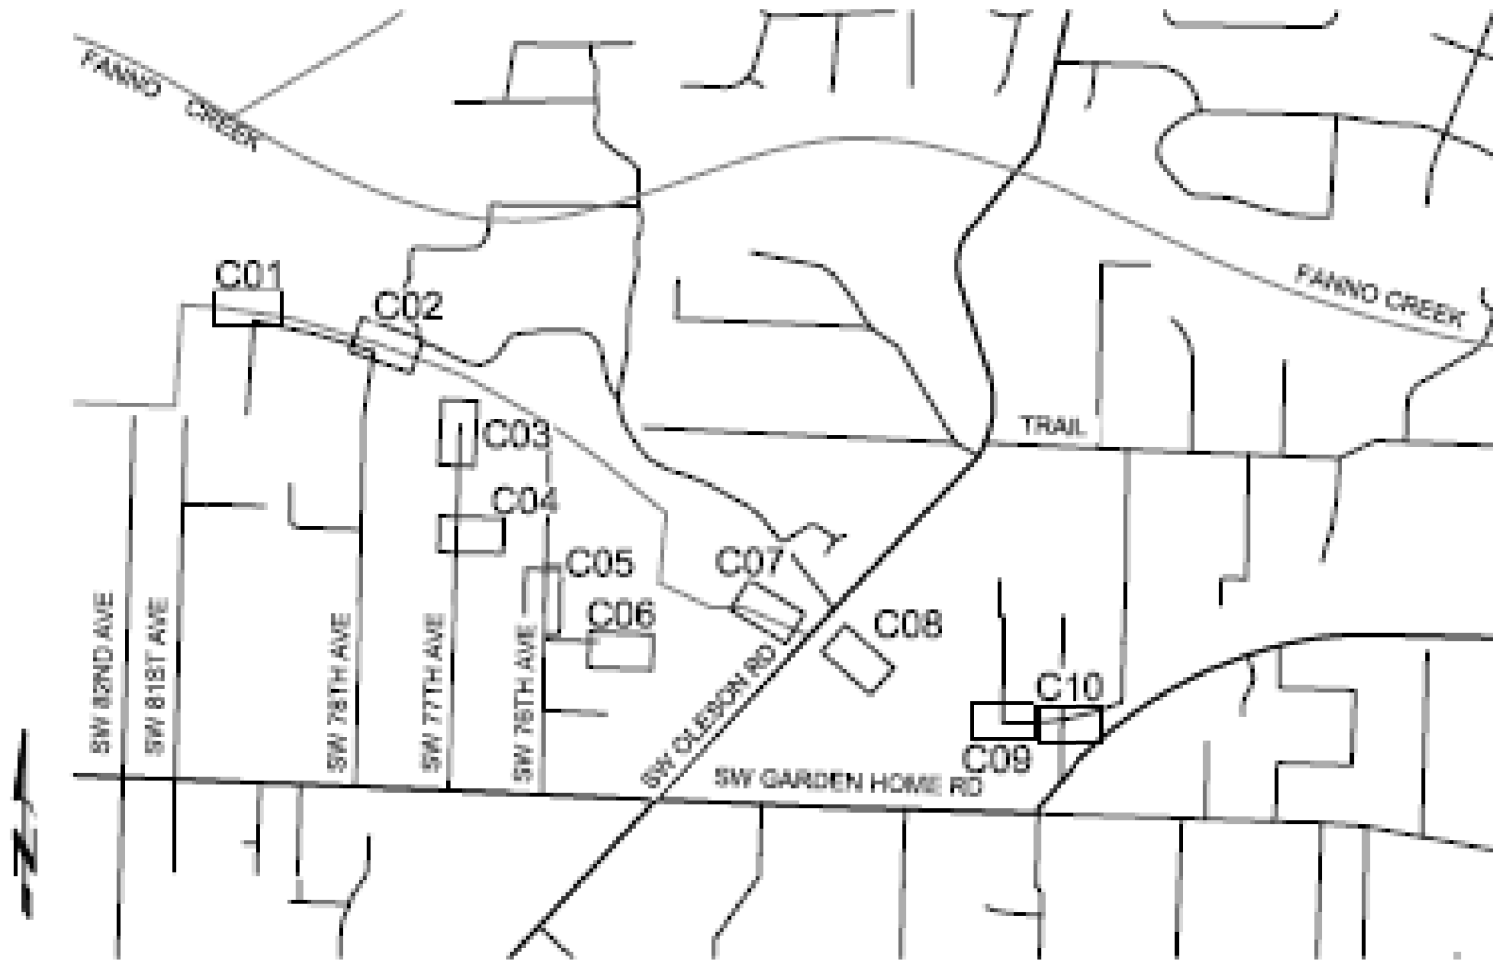 FANNO CREEK
C01
C02
FANNO CREEK
TRAIL
C03
C04
C05
C07
C06
C08
SW 82ND AVE
SW 81ST AVE
SW 78TH AVE
SW 77TH AVE
SW 76TH AVE
SW OLESON RD
C10
C09
SW GARDEN HOME RD
N